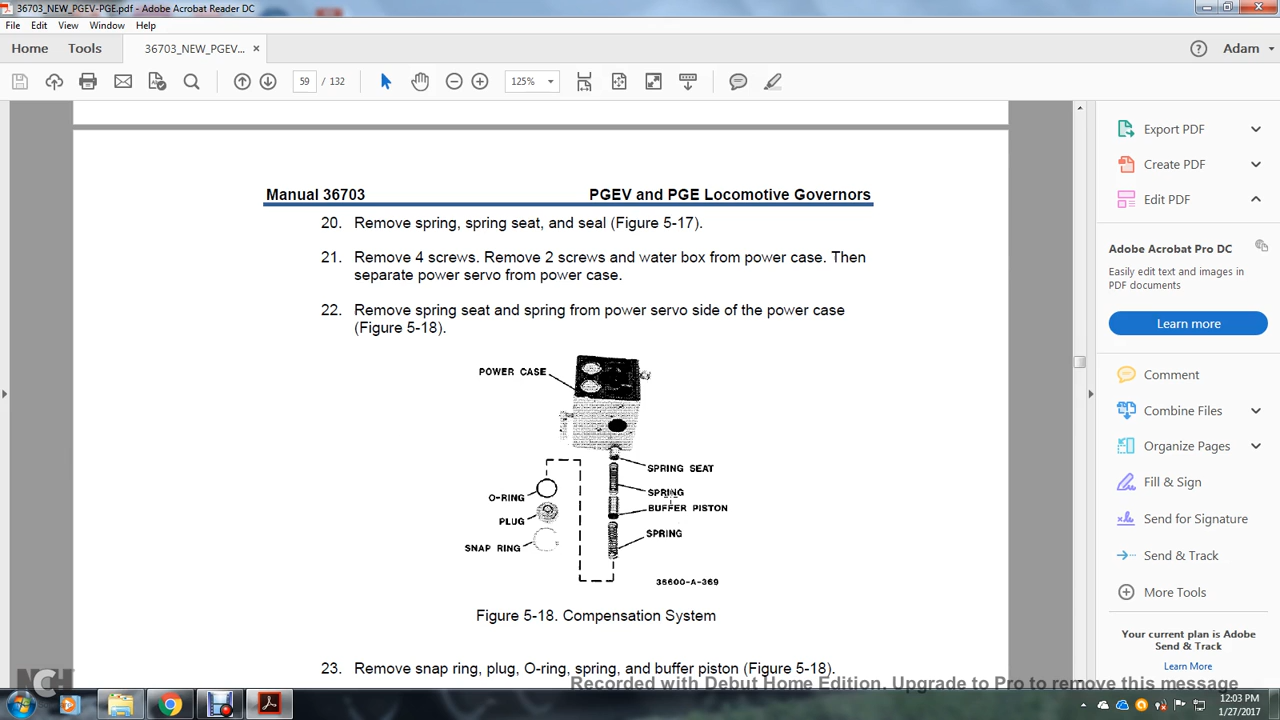 36703_NEW_PGEV-PGE.pdf - Adobe Acrobat Reader DC
File Edit View Window Help
Home Tools 36703_NEW_PGEV... × Adam
59 / 132 125%
Manual 36703 PGEV and PGE Locomotive Governors
20. Remove spring, spring seat, and seal (Figure 5-17).
21. Remove 4 screws. Remove 2 screws and water box from power case. Then
separate power servo from power case.
22. Remove spring seat and spring from power servo side of the power case
(Figure 5-18).
POWER CASE
SPRING SEAT
SPRING
O-RING
BUFFER PISTON
PLUG
SPRING
SNAP RING
36600-A-369
Figure 5-18. Compensation System
23. Remove snap ring, plug, O-ring, spring, and buffer piston (Figure 5-18).
Export PDF
Create PDF
Edit PDF
Adobe Acrobat Pro DC
Easily edit text and images in
PDF documents
Learn more
Comment
Combine Files
Organize Pages
Fill & Sign
Send for Signature
Send & Track
More Tools
Your current plan is Adobe
Send & Track
Learn More
NCH
Recorded with Debut Home Edition. Upgrade to Pro to remove this message
12:03 PM
1/27/2017